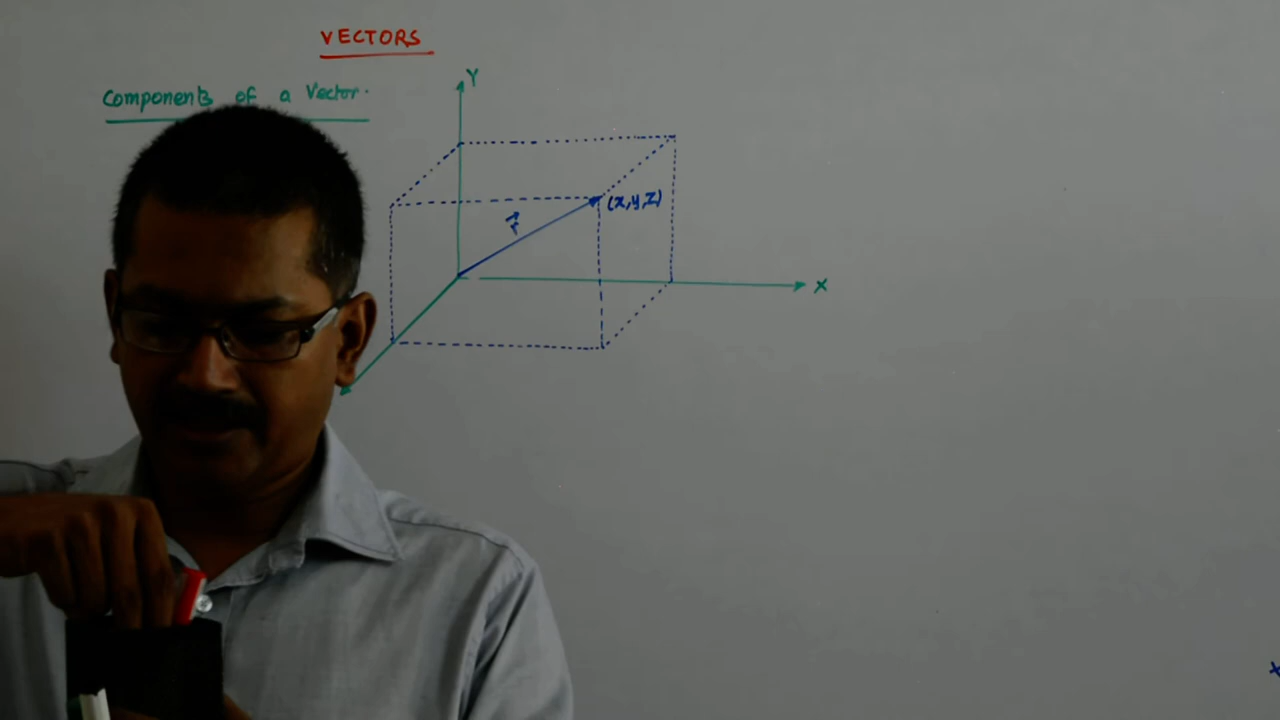 VECTORS
Components of a Vector.
Y
(x,y,z)
r⃗
X